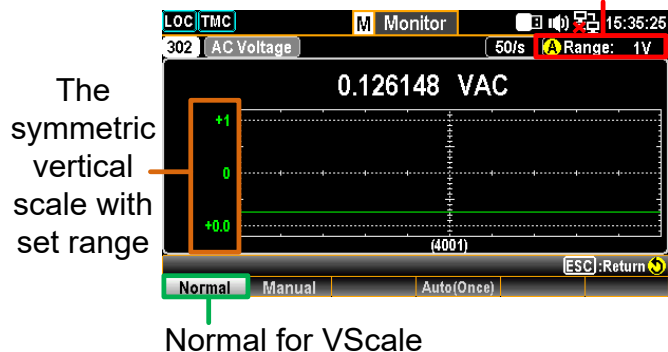 LOC TMC M Monitor 15:35:25
302 AC Voltage 50/s A Range: 1V
0.126148 VAC
The
symmetric
vertical
scale with
set range
+1
0
+0.0
(4001)
ESC :Return
Normal Manual Auto(Once)
Normal for VScale